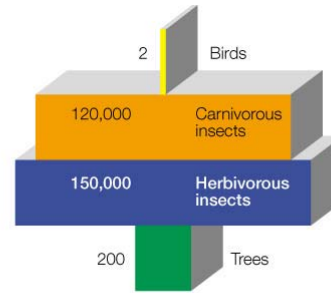 2 Birds
120,000 Carnivorous
insects
150,000 Herbivorous
insects
200 Trees